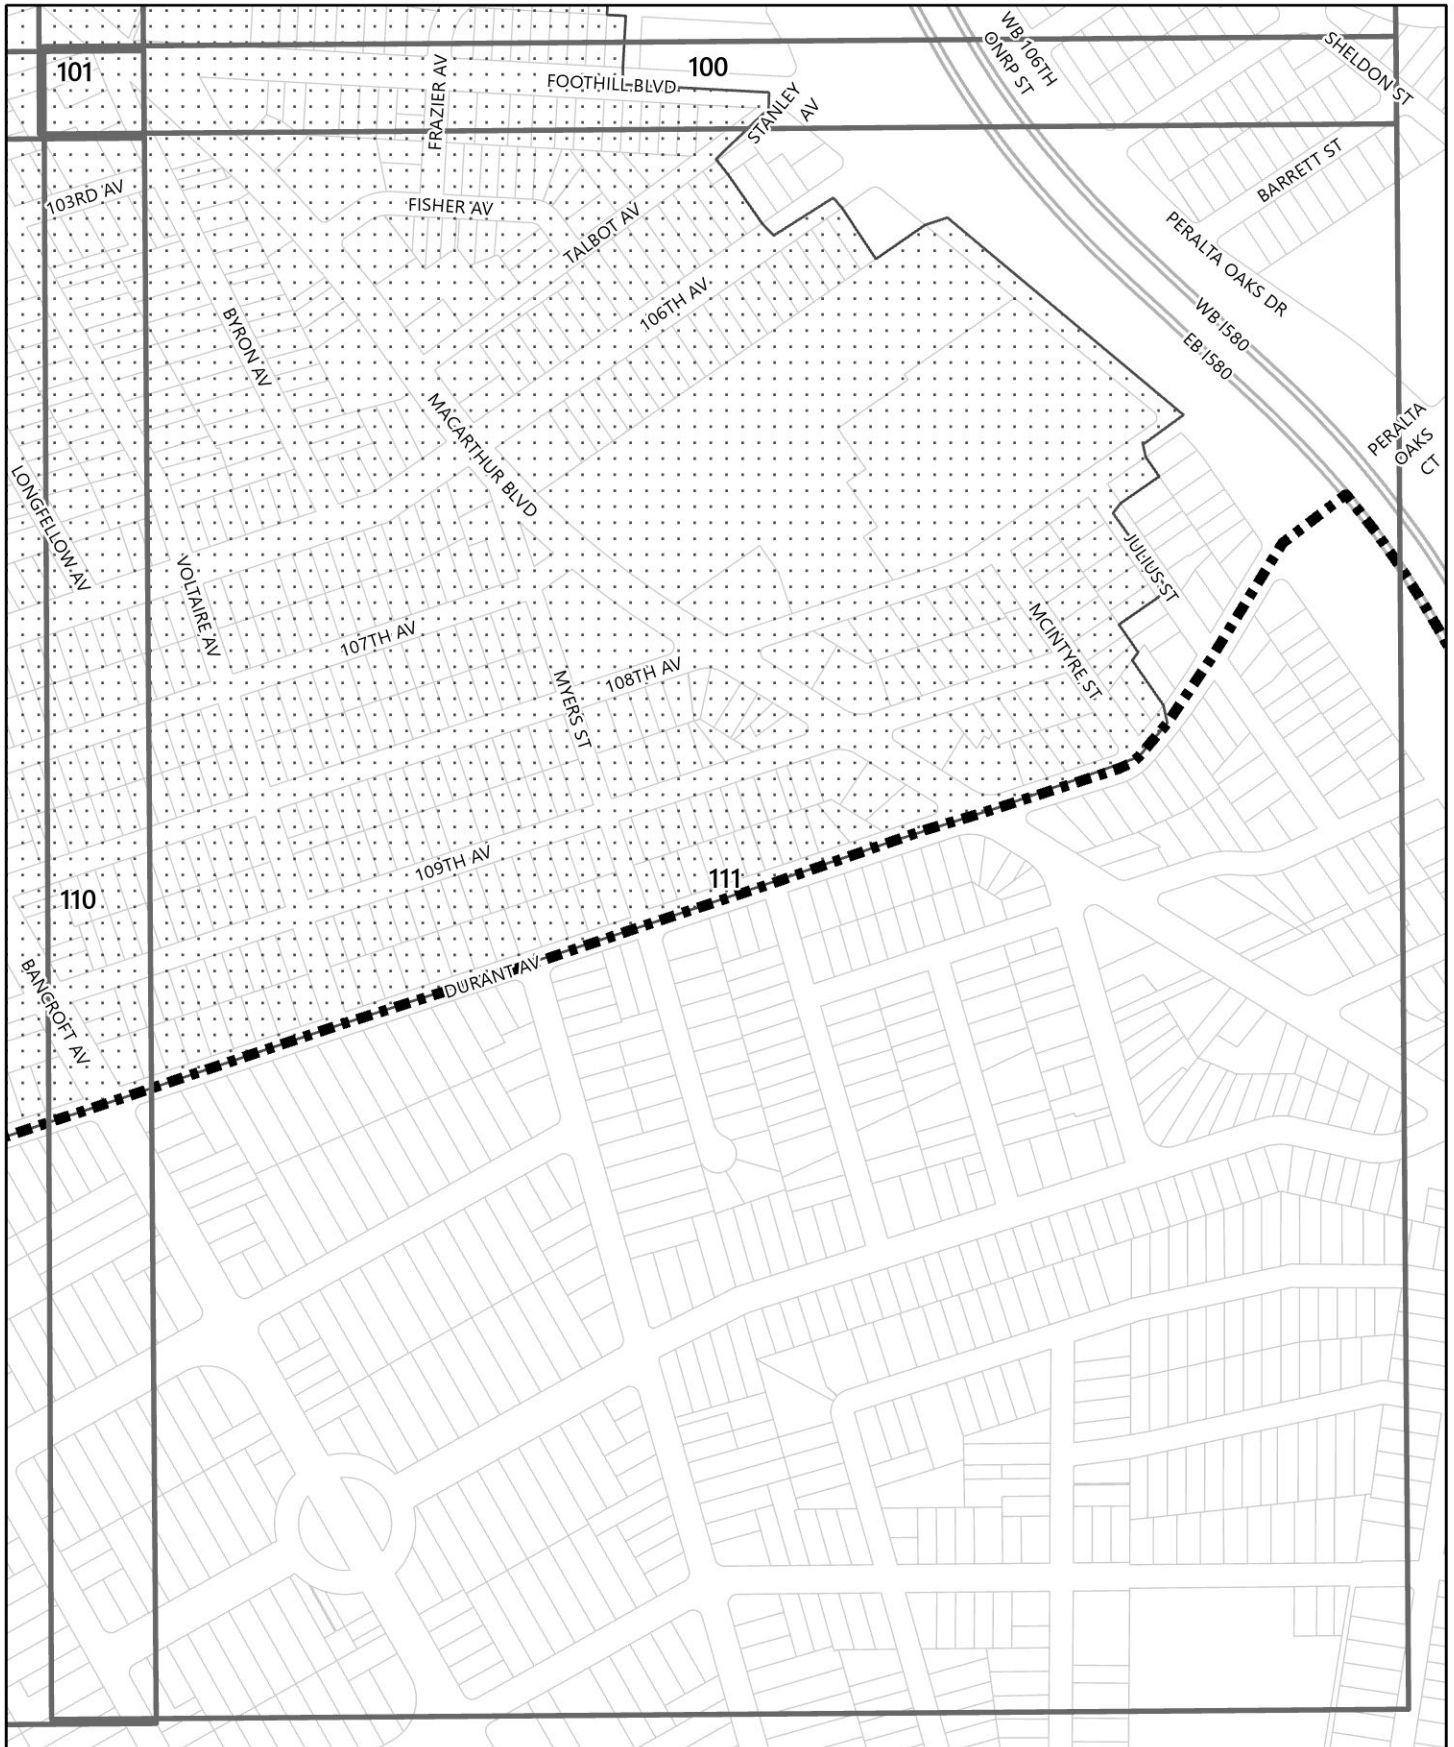 WB 106TH
ONRP ST
SHELDON ST
101
100
FOOTHILL BLVD
FRAZIER AV
STANLEY
AV
BARRETT ST
103RD AV
FISHER AV
TALBOT AV
PERALTA OAKS DR
106TH AV
WB I580
EB I580
BYRON AV
MACARTHUR BLVD
PERALTA
OAKS
CT
LONGFELLOW AV
JULIUS ST
VOLTAIRE AV
107TH AV
MCINTYRE ST
108TH AV
MYERS ST
109TH AV
111
110
DURANT AV
BANCROFT AV